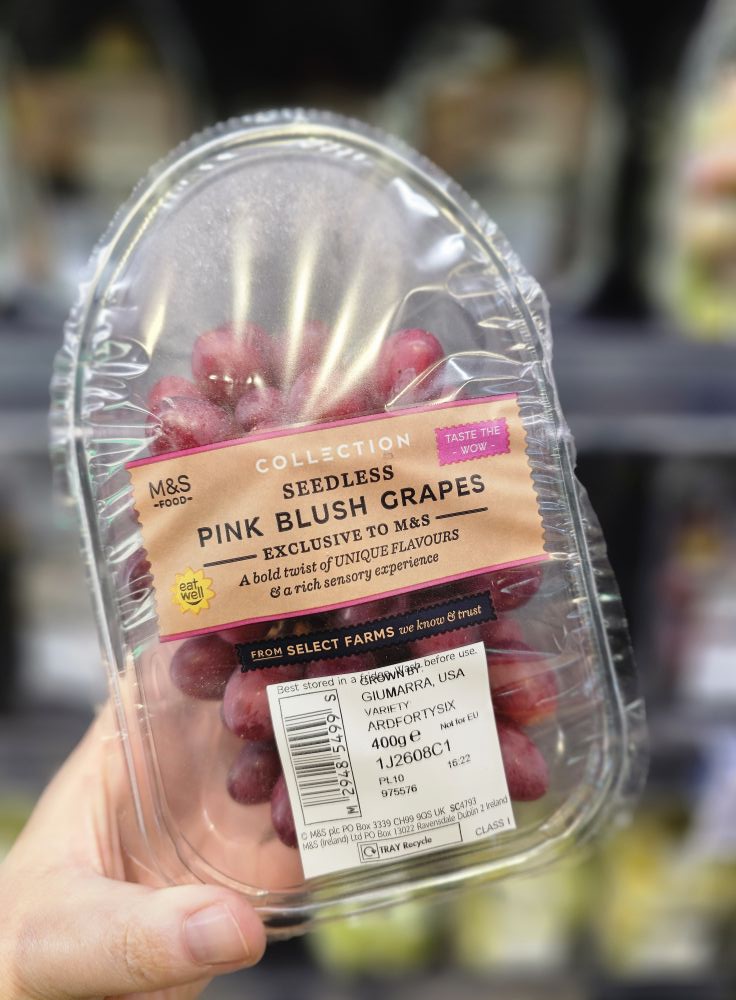 COLLECTION
TASTE THE
- WOW -
M&S
-FOOD-
SEEDLESS
PINK BLUSH GRAPES
EXCLUSIVE TO M&S
A bold twist of UNIQUE FLAVOURS
& a rich sensory experience
eat
well
FROM SELECT FARMS we know & trust
Best stored in a fridge. Wash before use.
GROWN BY:
GIUMARRA, USA
VARIETY
ARDFORTYSIX
400g e Not for EU
1J2608C1
PL10 16:22
975576
M 2948 5499 S
© M&S plc PO Box 3339 CH99 9QS UK SC4793
M&S (Ireland) Ltd PO Box 13022 Ravensdale Dublin 2 Ireland
TRAY Recycle
CLASS I